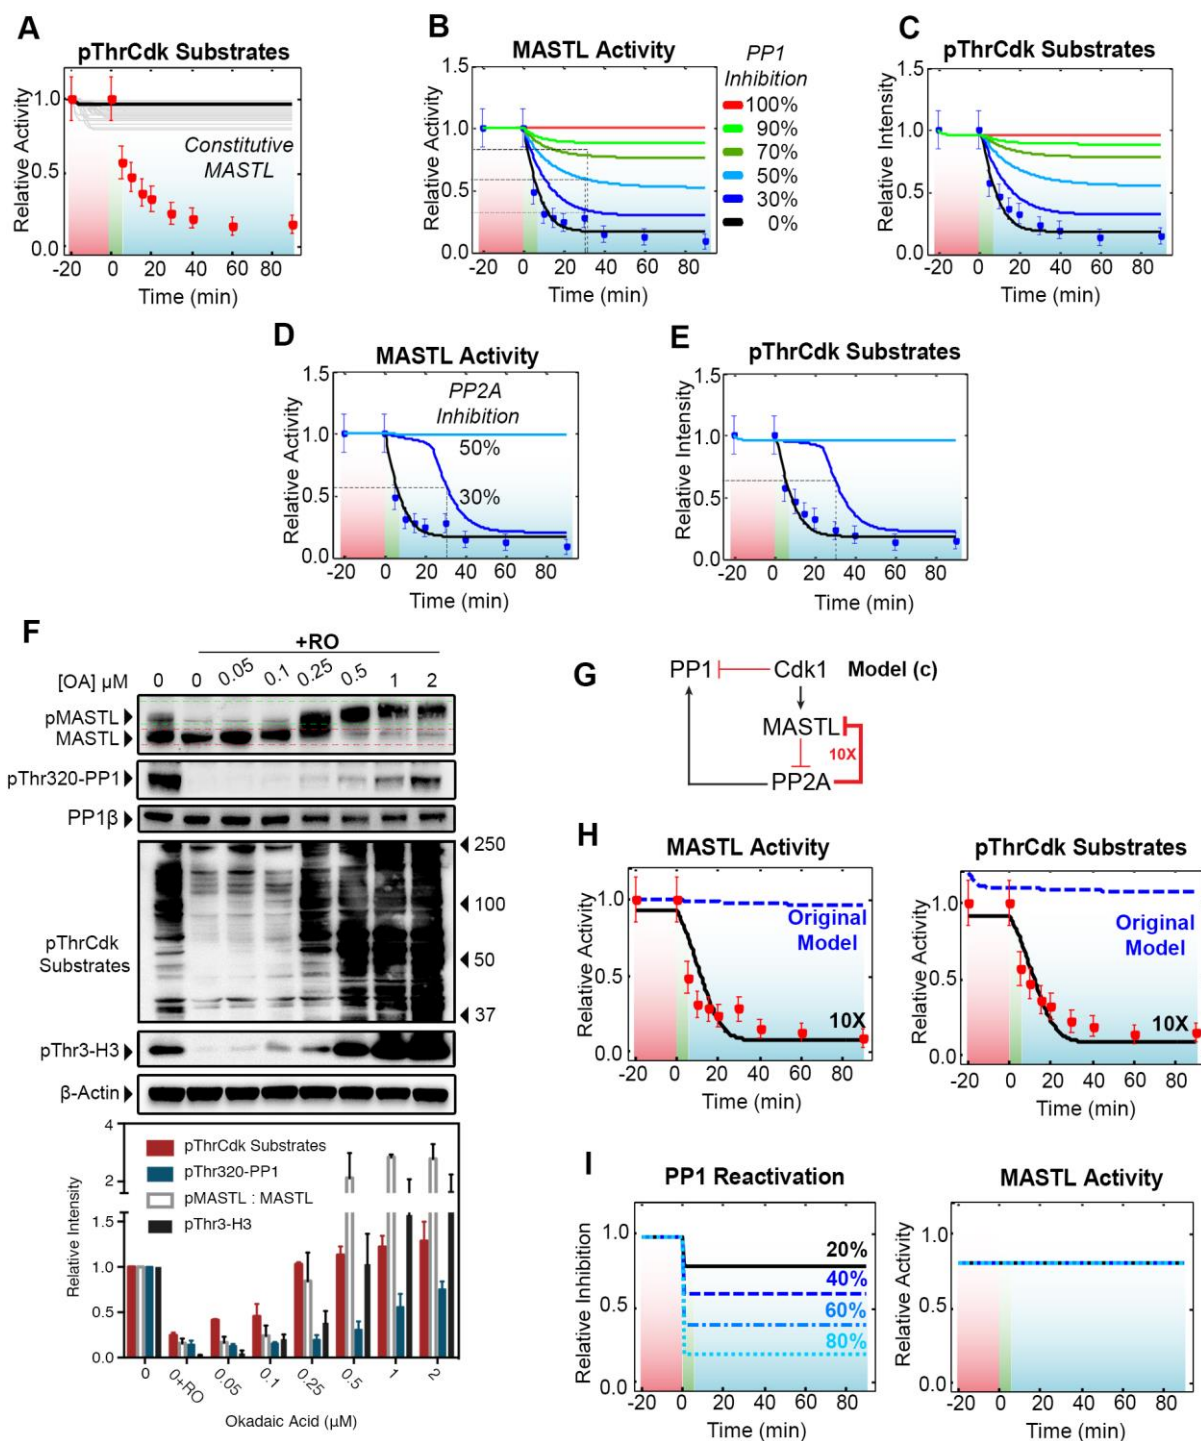 A
pThrCdk Substrates
Relative Activity
1.0
0.5
0.0
Constitutive
MASTL
-20 0 20 40 60 80
Time (min)
B
MASTL Activity
Relative Activity
1.5
1.0
0.5
0.0
-20 0 20 40 60 80
Time (min)
PP1
Inhibition
100%
90%
70%
50%
30%
0%
C
pThrCdk Substrates
Relative Intensity
1.5
1.0
0.5
0.0
-20 0 20 40 60 80
Time (min)
D
MASTL Activity
Relative Activity
1.5
1.0
0.5
0.0
PP2A
Inhibition
50%
30%
-20 0 20 40 60 80
Time (min)
E
pThrCdk Substrates
Relative Intensity
1.5
1.0
0.5
0.0
-20 0 20 40 60 80
Time (min)
F
+RO
[OA] μM 0 0 0.05 0.1 0.25 0.5 1 2
pMASTL
MASTL
pThr320-PP1
PP1β
250
100
pThrCdk
Substrates
50
37
pThr3-H3
β-Actin
4
2
1.5
1.0
0.5
0.0
Relative Intensity
pThrCdk Substrates
pThr320-PP1
pMASTL : MASTL
pThr3-H3
0 0+RO 0.05 0.1 0.25 0.5 1 2
Okadaic Acid (μM)
G
PP1 Cdk1 Model (c)
MASTL
10X
PP2A
H
MASTL Activity
Relative Activity
1.0
0.5
0.0
Original
Model
10X
-20 0 20 40 60 80
Time (min)
pThrCdk Substrates
Relative Activity
1.0
0.5
0.0
Original
Model
10X
-20 0 20 40 60 80
Time (min)
I
PP1 Reactivation
Relative Inhibition
1.0
0.5
0.0
20%
40%
60%
80%
-20 0 20 40 60 80
Time (min)
MASTL Activity
Relative Activity
1.0
0.5
0.0
-20 0 20 40 60 80
Time (min)